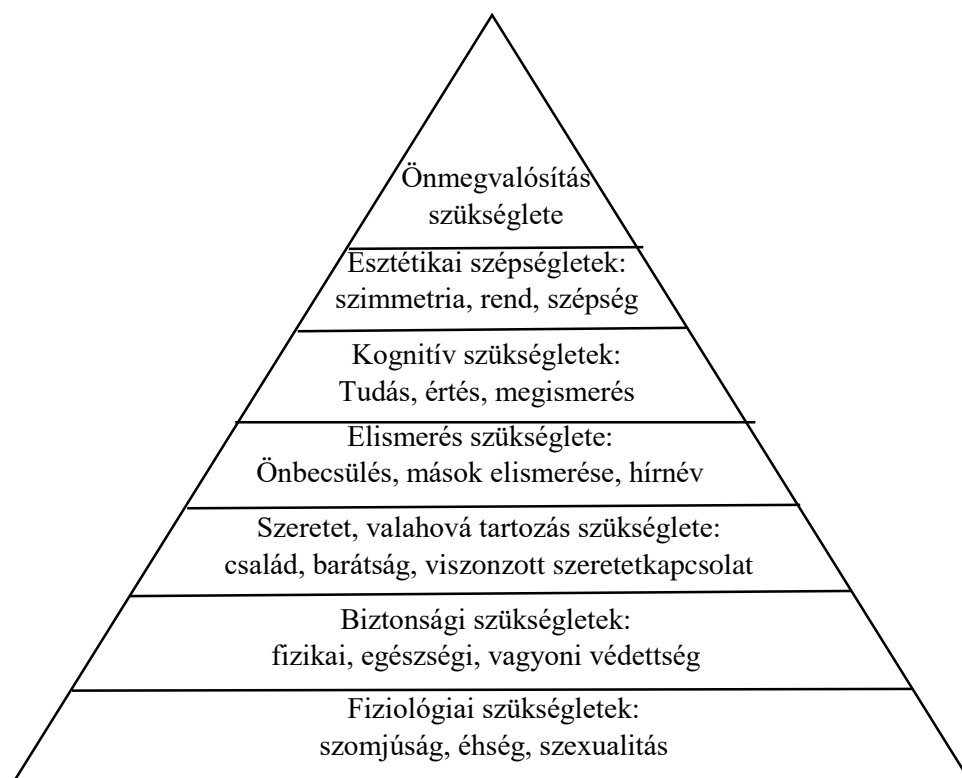 Önmegvalósítás
szükséglete
Esztétikai szépségletek:
szimmetria, rend, szépség
Kognitív szükségletek:
Tudás, értés, megismerés
Elismerés szükséglete:
Önbecsülés, mások elismerése, hírnév
Szeretet, valahová tartozás szükséglete:
család, barátság, viszonzott szeretetkapcsolat
Biztonsági szükségletek:
fizikai, egészségi, vagyoni védettség
Fiziológiai szükségletek:
szomjúság, éhség, szexualitás